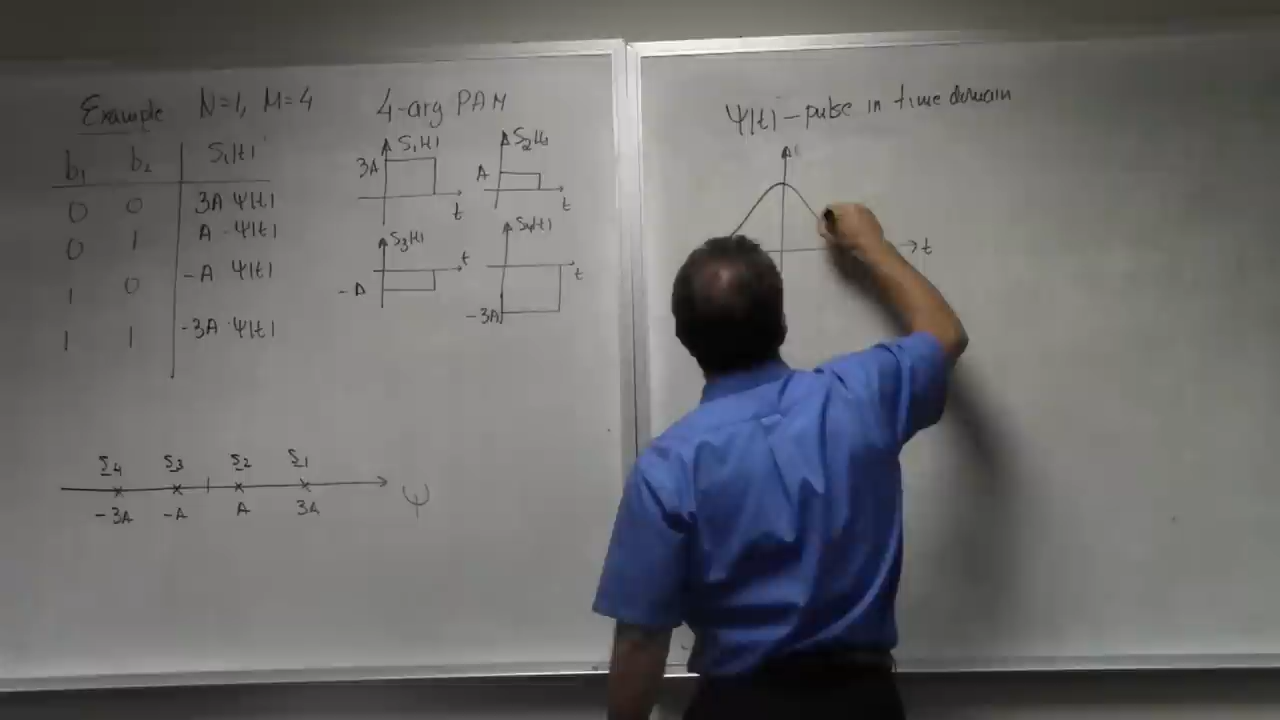 Example N=1, M=4 4-ary PAM
b₁ b₂ S₁(t)
0 0 3A ψ(t)
0 1 A · ψ(t)
1 0 -A ψ(t)
1 1 -3A · ψ(t)
3A S₁(t) t
A S₂(t) t
-A S₃(t) t
-3A S₄(t) t
S₄ S₃ S₂ S₁
-3A -A A 3A ψ
ψ(t) – pulse in time domain
t